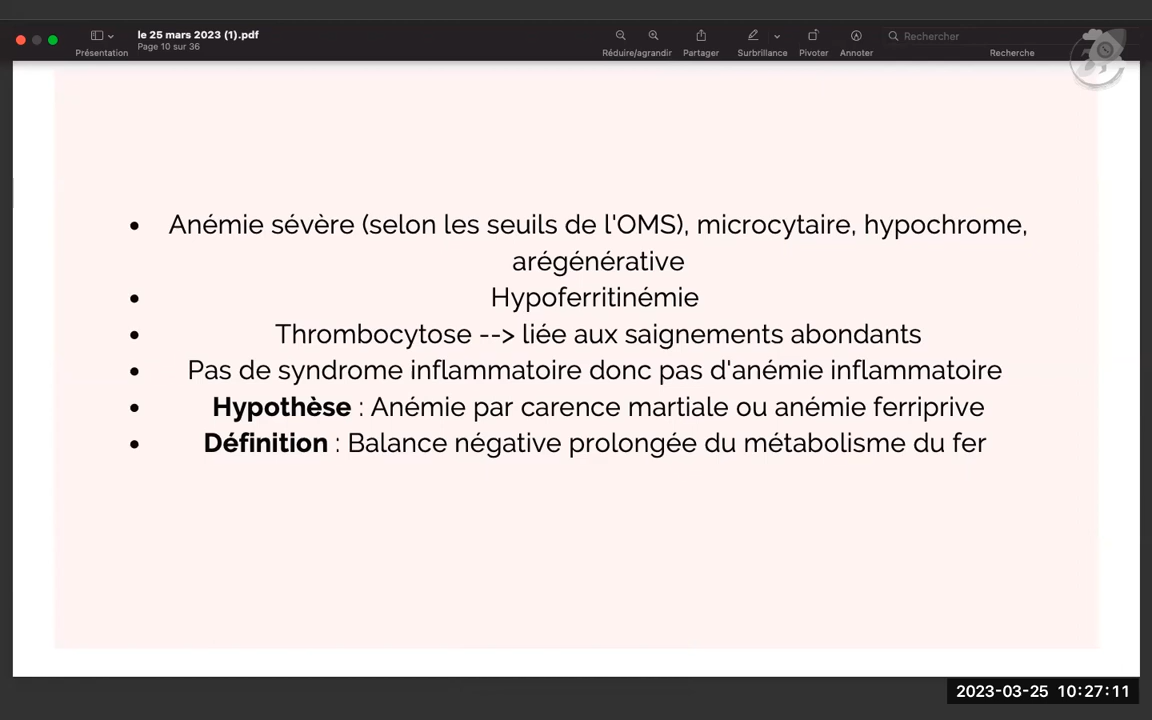 le 25 mars 2023 (1).pdf
Page 10 sur 36
Présentation
Réduire/agrandir
Partager
Surbrillance
Pivoter
Annoter
Rechercher
Recherche
• Anémie sévère (selon les seuils de l'OMS), microcytaire, hypochrome,
arégénérative
• Hypoferritinémie
• Thrombocytose --> liée aux saignements abondants
• Pas de syndrome inflammatoire donc pas d'anémie inflammatoire
• Hypothèse : Anémie par carence martiale ou anémie ferriprive
• Définition : Balance négative prolongée du métabolisme du fer
2023-03-25 10:27:11